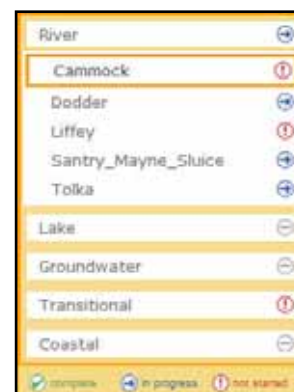 River
Cammock
Dodder
Liffey
Santry_Mayne_Sluice
Tolka
Lake
Groundwater
Transitional
Coastal
complete in progress not started